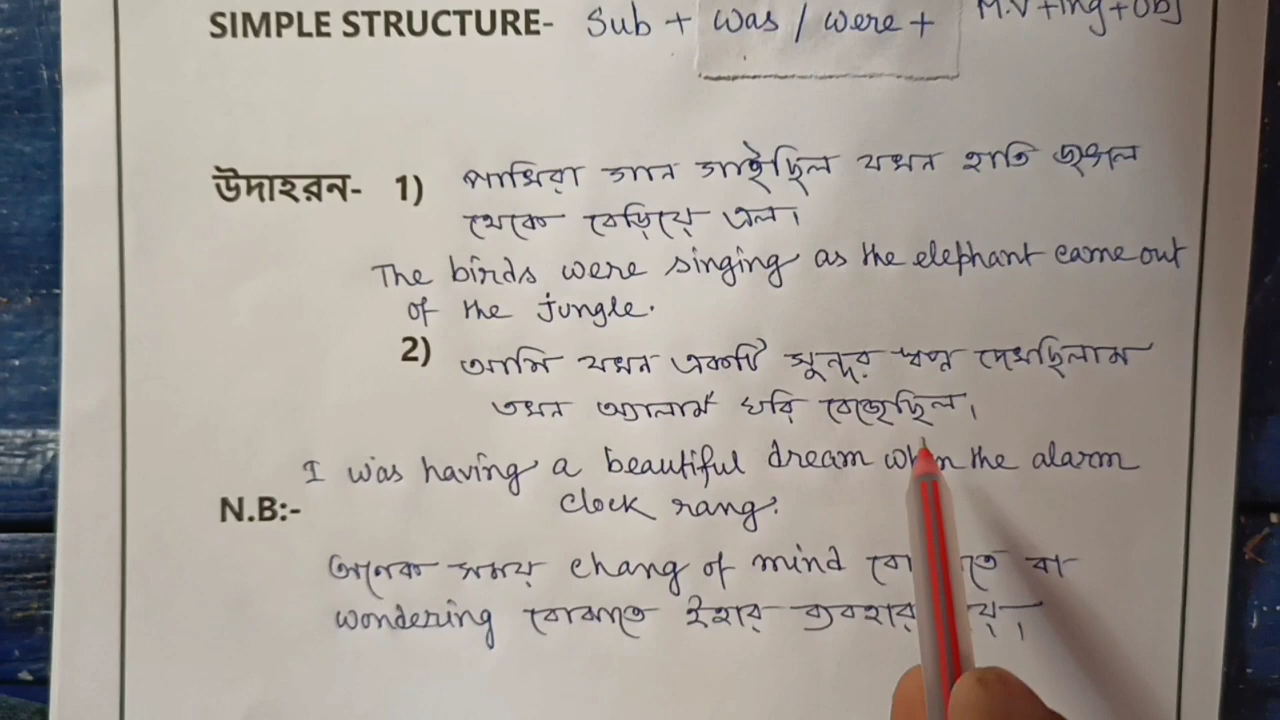 SIMPLE STRUCTURE- Sub + was / were + M.V+ing+Obj
উদাহরন- 1) পাখিরা গান গাইছিল যখন হাতি জঙ্গল
থেকে বেড়িয়ে এল।
The birds were singing as the elephant came out
of the jungle.
2) আমি যখন একটি সুন্দর স্বপ্ন দেখছিলাম
তখন অ্যালার্ম ঘরি বেজেছিল।
I was having a beautiful dream when the alarm
clock rang.
N.B:-
অনেক সময় chang of mind বা
wondering বোঝাতে ইহার ব্যবহার